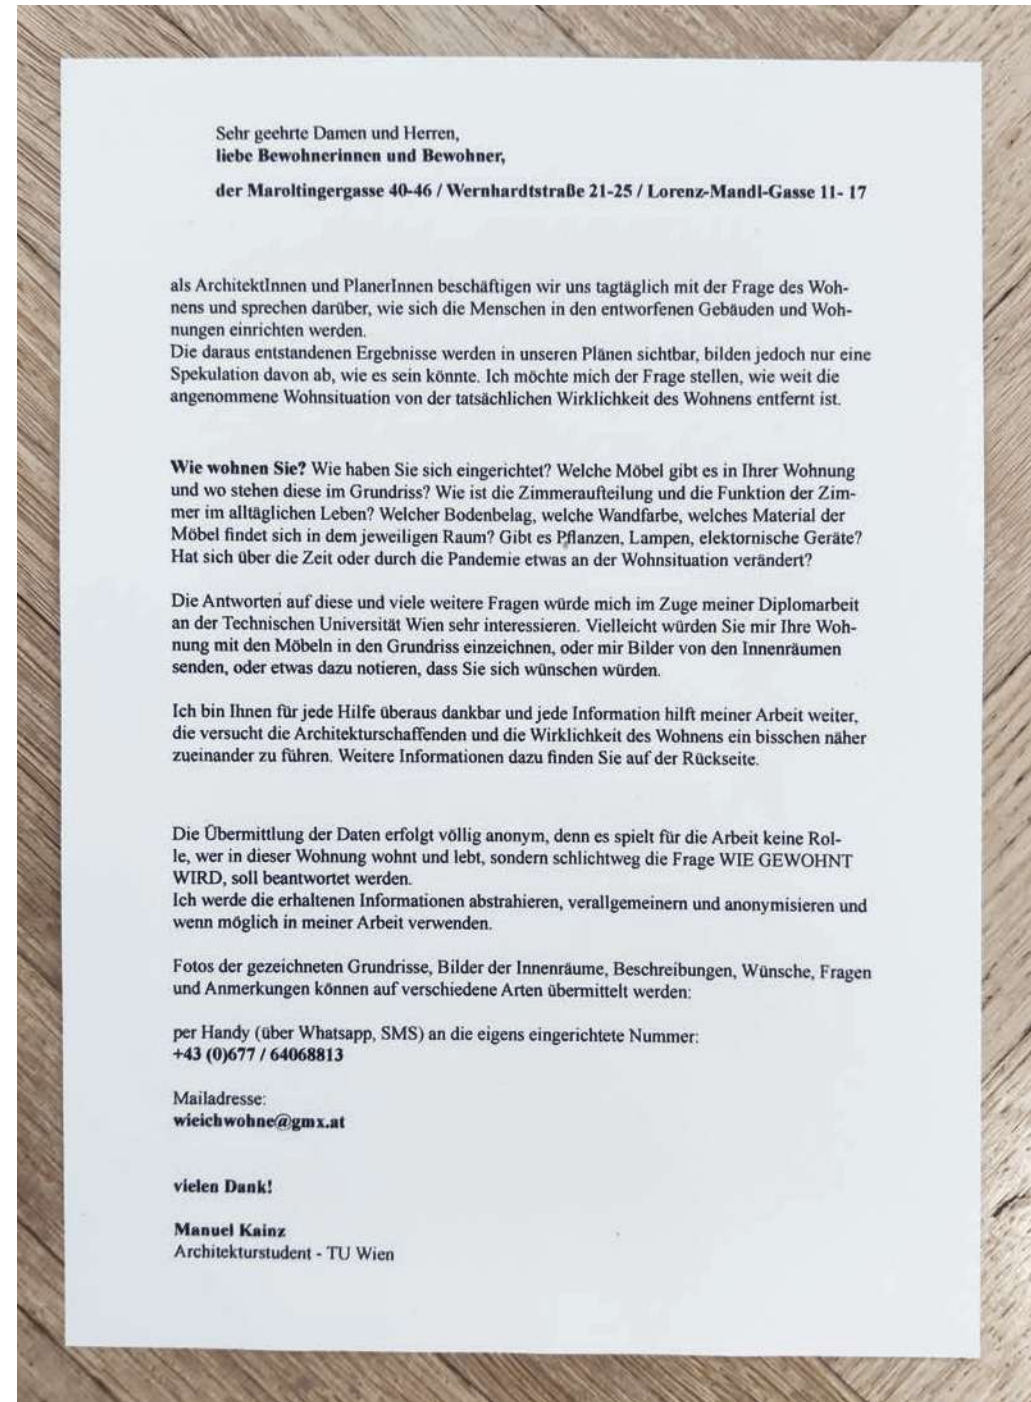 Sehr geehrte Damen und Herren,
liebe Bewohnerinnen und Bewohner,
der Maroltingergasse 40-46 / Wernhardtstraße 21-25 / Lorenz-Mandl-Gasse 11- 17
als ArchitektInnen und PlanerInnen beschäftigen wir uns tagtäglich mit der Frage des Woh-
nens und sprechen darüber, wie sich die Menschen in den entworfenen Gebäuden und Woh-
nungen einrichten werden.
Die daraus entstandenen Ergebnisse werden in unseren Plänen sichtbar, bilden jedoch nur eine
Spekulation davon ab, wie es sein könnte. Ich möchte mich der Frage stellen, wie weit die
angenommene Wohnsituation von der tatsächlichen Wirklichkeit des Wohnens entfernt ist.
Wie wohnen Sie? Wie haben Sie sich eingerichtet? Welche Möbel gibt es in Ihrer Wohnung
und wo stehen diese im Grundriss? Wie ist die Zimmeraufteilung und die Funktion der Zim-
mer im alltäglichen Leben? Welcher Bodenbelag, welche Wandfarbe, welches Material der
Möbel findet sich in dem jeweiligen Raum? Gibt es Pflanzen, Lampen, elektornische Geräte?
Hat sich über die Zeit oder durch die Pandemie etwas an der Wohnsituation verändert?
Die Antworten auf diese und viele weitere Fragen würde mich im Zuge meiner Diplomarbeit
an der Technischen Universität Wien sehr interessieren. Vielleicht würden Sie mir Ihre Woh-
nung mit den Möbeln in den Grundriss einzeichnen, oder mir Bilder von den Innenräumen
senden, oder etwas dazu notieren, dass Sie sich wünschen würden.
Ich bin Ihnen für jede Hilfe überaus dankbar und jede Information hilft meiner Arbeit weiter,
die versucht die Architekturschaffenden und die Wirklichkeit des Wohnens ein bisschen näher
zueinander zu führen. Weitere Informationen dazu finden Sie auf der Rückseite.
Die Übermittlung der Daten erfolgt völlig anonym, denn es spielt für die Arbeit keine Rol-
le, wer in dieser Wohnung wohnt und lebt, sondern schlichtweg die Frage WIE GEWOHNT
WIRD, soll beantwortet werden.
Ich werde die erhaltenen Informationen abstrahieren, verallgemeinern und anonymisieren und
wenn möglich in meiner Arbeit verwenden.
Fotos der gezeichneten Grundrisse, Bilder der Innenräume, Beschreibungen, Wünsche, Fragen
und Anmerkungen können auf verschiedene Arten übermittelt werden:
per Handy (über Whatsapp, SMS) an die eigens eingerichtete Nummer:
+43 (0)677 / 64068813
Mailadresse:
wieichwohne@gmx.at
vielen Dank!
Manuel Kainz
Architekturstudent - TU Wien